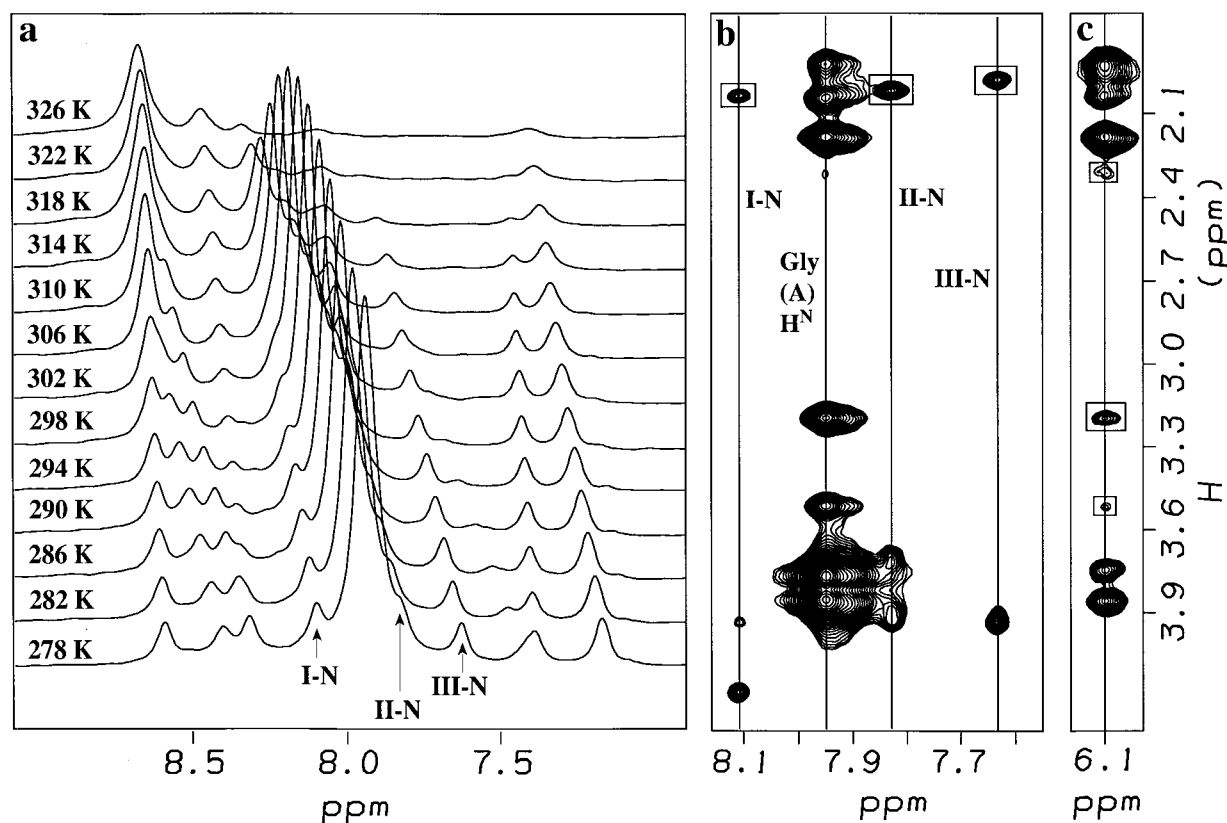 a
326 K
322 K
318 K
314 K
310 K
306 K
302 K
298 K
294 K
290 K
286 K
282 K
278 K
I-N
II-N
III-N
8.5
8.0
7.5
ppm
b
I-N
Gly
(A)
H^N
II-N
III-N
8.1
7.9
7.7
ppm
c
6.1
ppm
2.1
2.4
2.7
3.0
3.3
3.6
3.9
H (ppm)